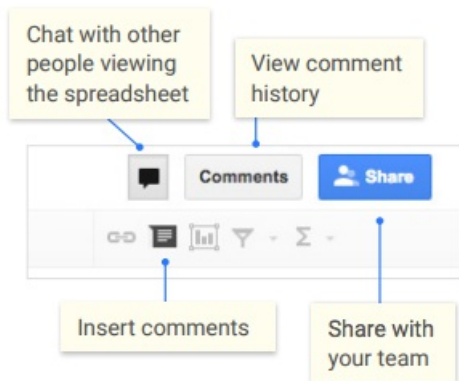 Chat with other
people viewing
the spreadsheet
View comment
history
Comments
Share
Insert comments
Share with
your team